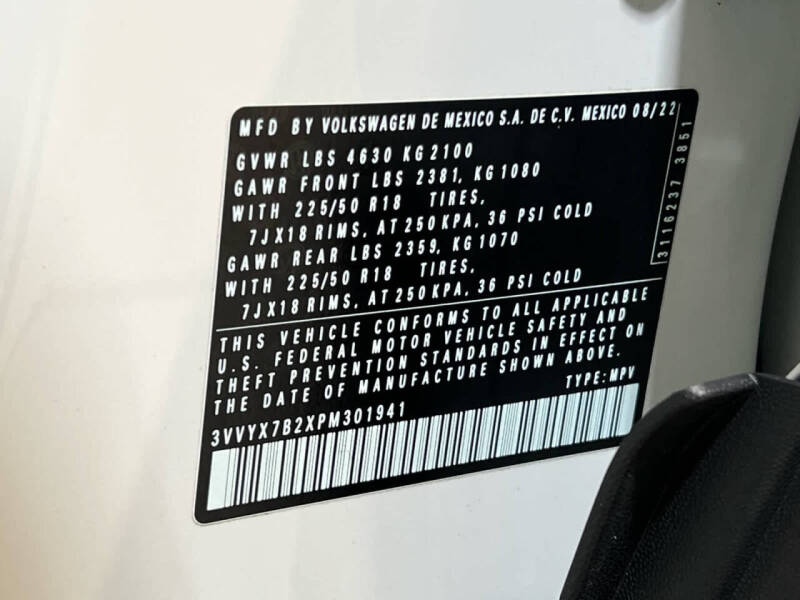 MFD BY VOLKSWAGEN DE MEXICO S.A. DE C.V. MEXICO 08/22
GVWR LBS 4630 KG 2100
GAWR FRONT LBS 2381, KG 1080
WITH 225/50 R18 TIRES,
7J X 18 RIMS, AT 250 KPA, 36 PSI COLD
GAWR REAR LBS 2359, KG 1070
WITH 225/50 R18 TIRES,
7J X 18 RIMS, AT 250 KPA, 36 PSI COLD
3116237 3851
THIS VEHICLE CONFORMS TO ALL APPLICABLE
U.S. FEDERAL MOTOR VEHICLE SAFETY AND
THEFT PREVENTION STANDARDS IN EFFECT ON
THE DATE OF MANUFACTURE SHOWN ABOVE.
TYPE: MPV
3VVYX7B2XPM301941